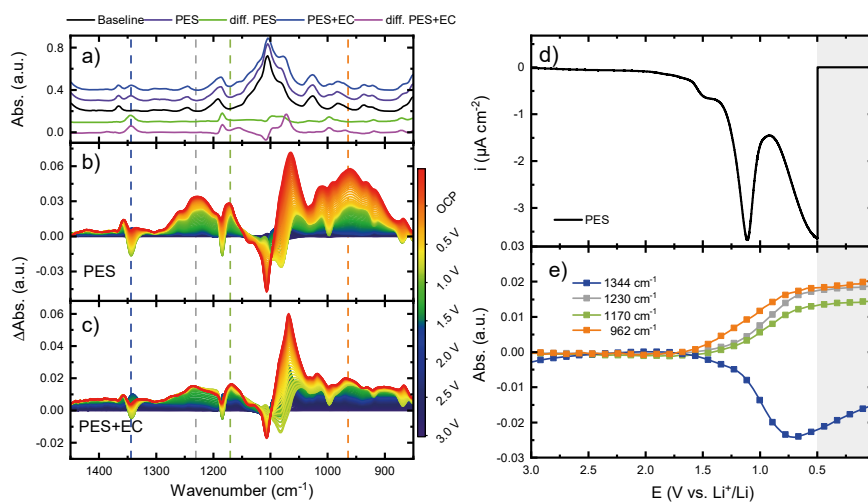 Baseline PES diff. PES PES+EC diff. PES+EC
a)
Abs. (a.u.)
0.4
0.0
b)
0.06
0.03
0.00
-0.03
PES
ΔAbs. (a.u.)
c)
0.06
0.04
0.02
0.00
-0.02
PES+EC
1400 1300 1200 1100 1000 900
Wavenumber (cm⁻¹)
OCP
0.5 V
1.0 V
1.5 V
2.0 V
2.5 V
3.0 V
d)
i (µA cm⁻²)
0
-1
-2
-3
0.03
PES
e)
1344 cm⁻¹
1230 cm⁻¹
1170 cm⁻¹
962 cm⁻¹
Abs. (a.u.)
0.02
0.01
0.00
-0.01
-0.02
-0.03
3.0 2.5 2.0 1.5 1.0 0.5
E (V vs. Li⁺/Li)